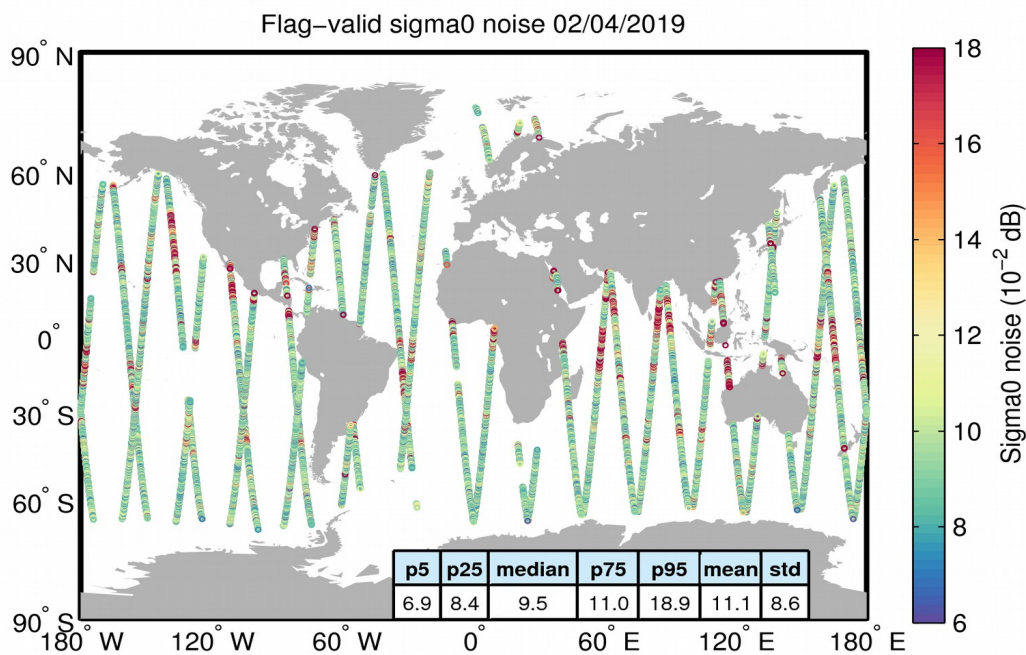 Flag−valid sigma0 noise 02/04/2019
90° N
60° N
30° N
0°
30° S
60° S
90° S
180° W
120° W
60° W
0°
60° E
120° E
180° E
p5 p25 median p75 p95 mean std
6.9 8.4 9.5 11.0 18.9 11.1 8.6
18
16
14
12
10
8
6
Sigma0 noise (10⁻² dB)